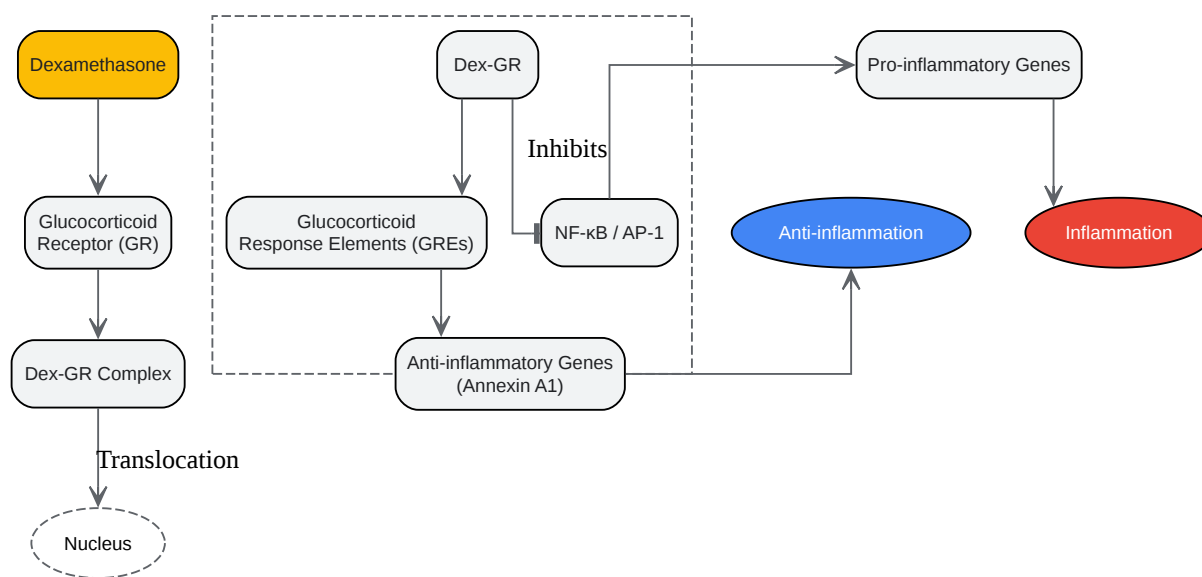 Dexamethasone
Dex-GR
Pro-inflammatory Genes
Inhibits
Glucocorticoid
Receptor (GR)
Glucocorticoid
Response Elements (GREs)
NF-κB / AP-1
Anti-inflammation
Inflammation
Dex-GR Complex
Anti-inflammatory Genes
(Annexin A1)
Translocation
Nucleus